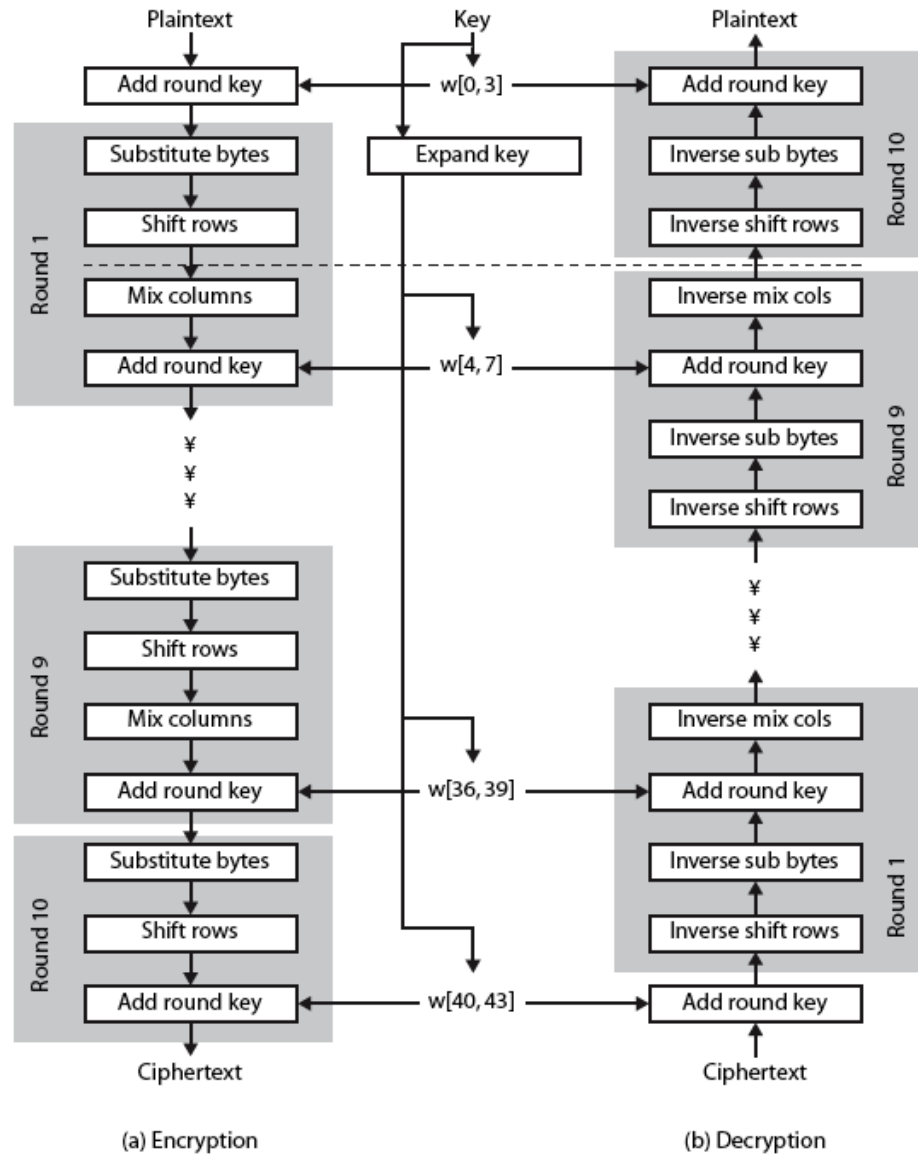 Plaintext
Key
Plaintext
Add round key
w[0, 3]
Add round key
Substitute bytes
Expand key
Inverse sub bytes
Round 10
Shift rows
Inverse shift rows
Round 1
Mix columns
Inverse mix cols
w[4, 7]
Add round key
Add round key
Inverse sub bytes
Round 9
¥
¥
¥
Inverse shift rows
Substitute bytes
¥
¥
¥
Shift rows
Round 9
Mix columns
Inverse mix cols
Add round key
w[36, 39]
Add round key
Substitute bytes
Inverse sub bytes
Round 1
Shift rows
Inverse shift rows
Round 10
Add round key
w[40, 43]
Add round key
Ciphertext
Ciphertext
(a) Encryption
(b) Decryption